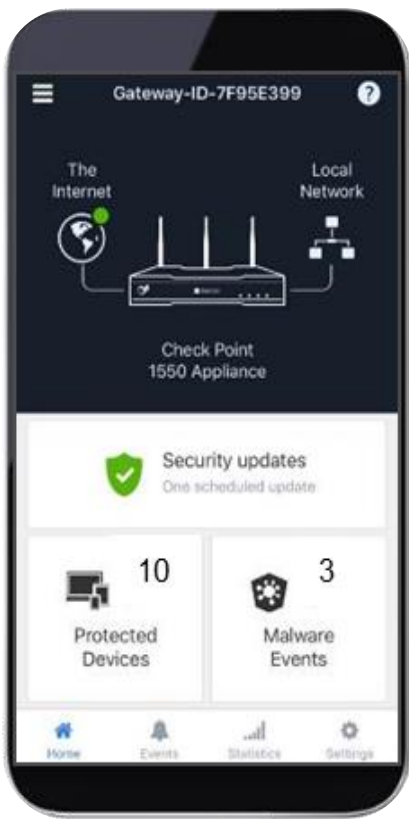 Gateway-ID-7F95E399
?
The
Internet
Local
Network
Check Point
1550 Appliance
Security updates
One scheduled update
10
Protected
Devices
3
Malware
Events
Home
Events
Statistics
Settings